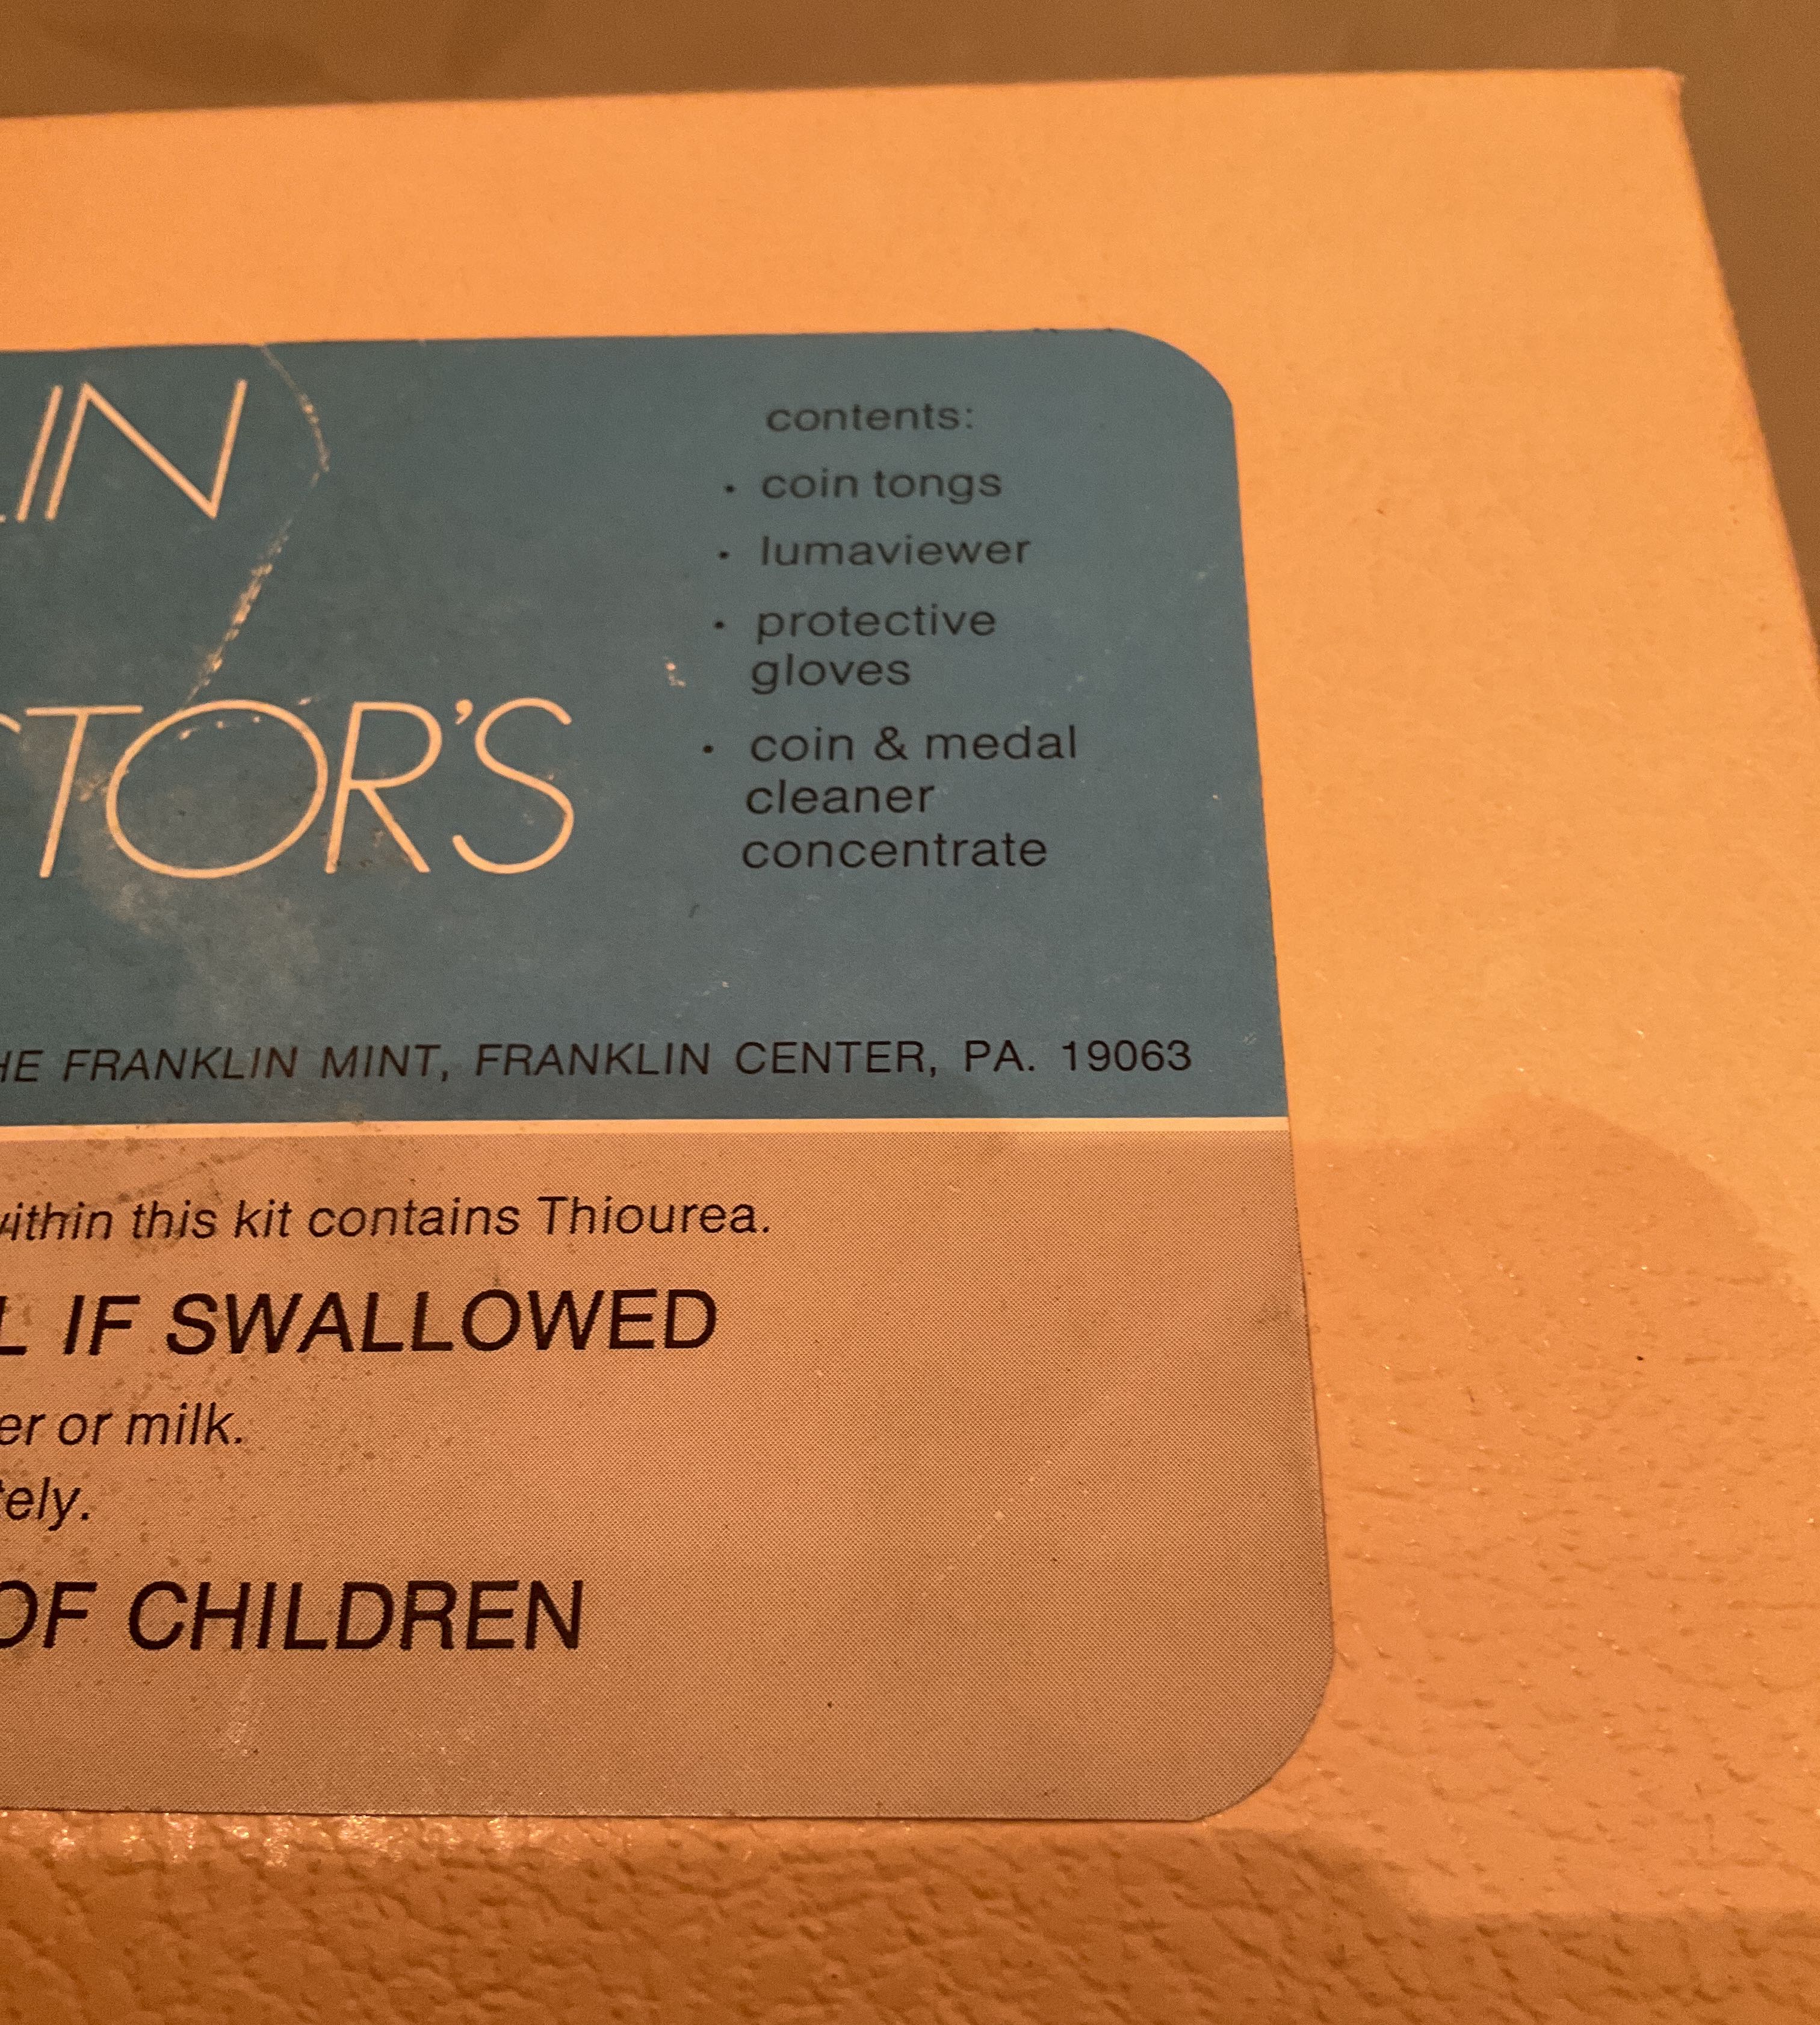 LIN
contents:
· coin tongs
· lumaviewer
· protective
gloves
CTOR'S
· coin & medal
cleaner
concentrate
HE FRANKLIN MINT, FRANKLIN CENTER, PA. 19063
within this kit contains Thiourea.
L IF SWALLOWED
er or milk.
tely.
OF CHILDREN